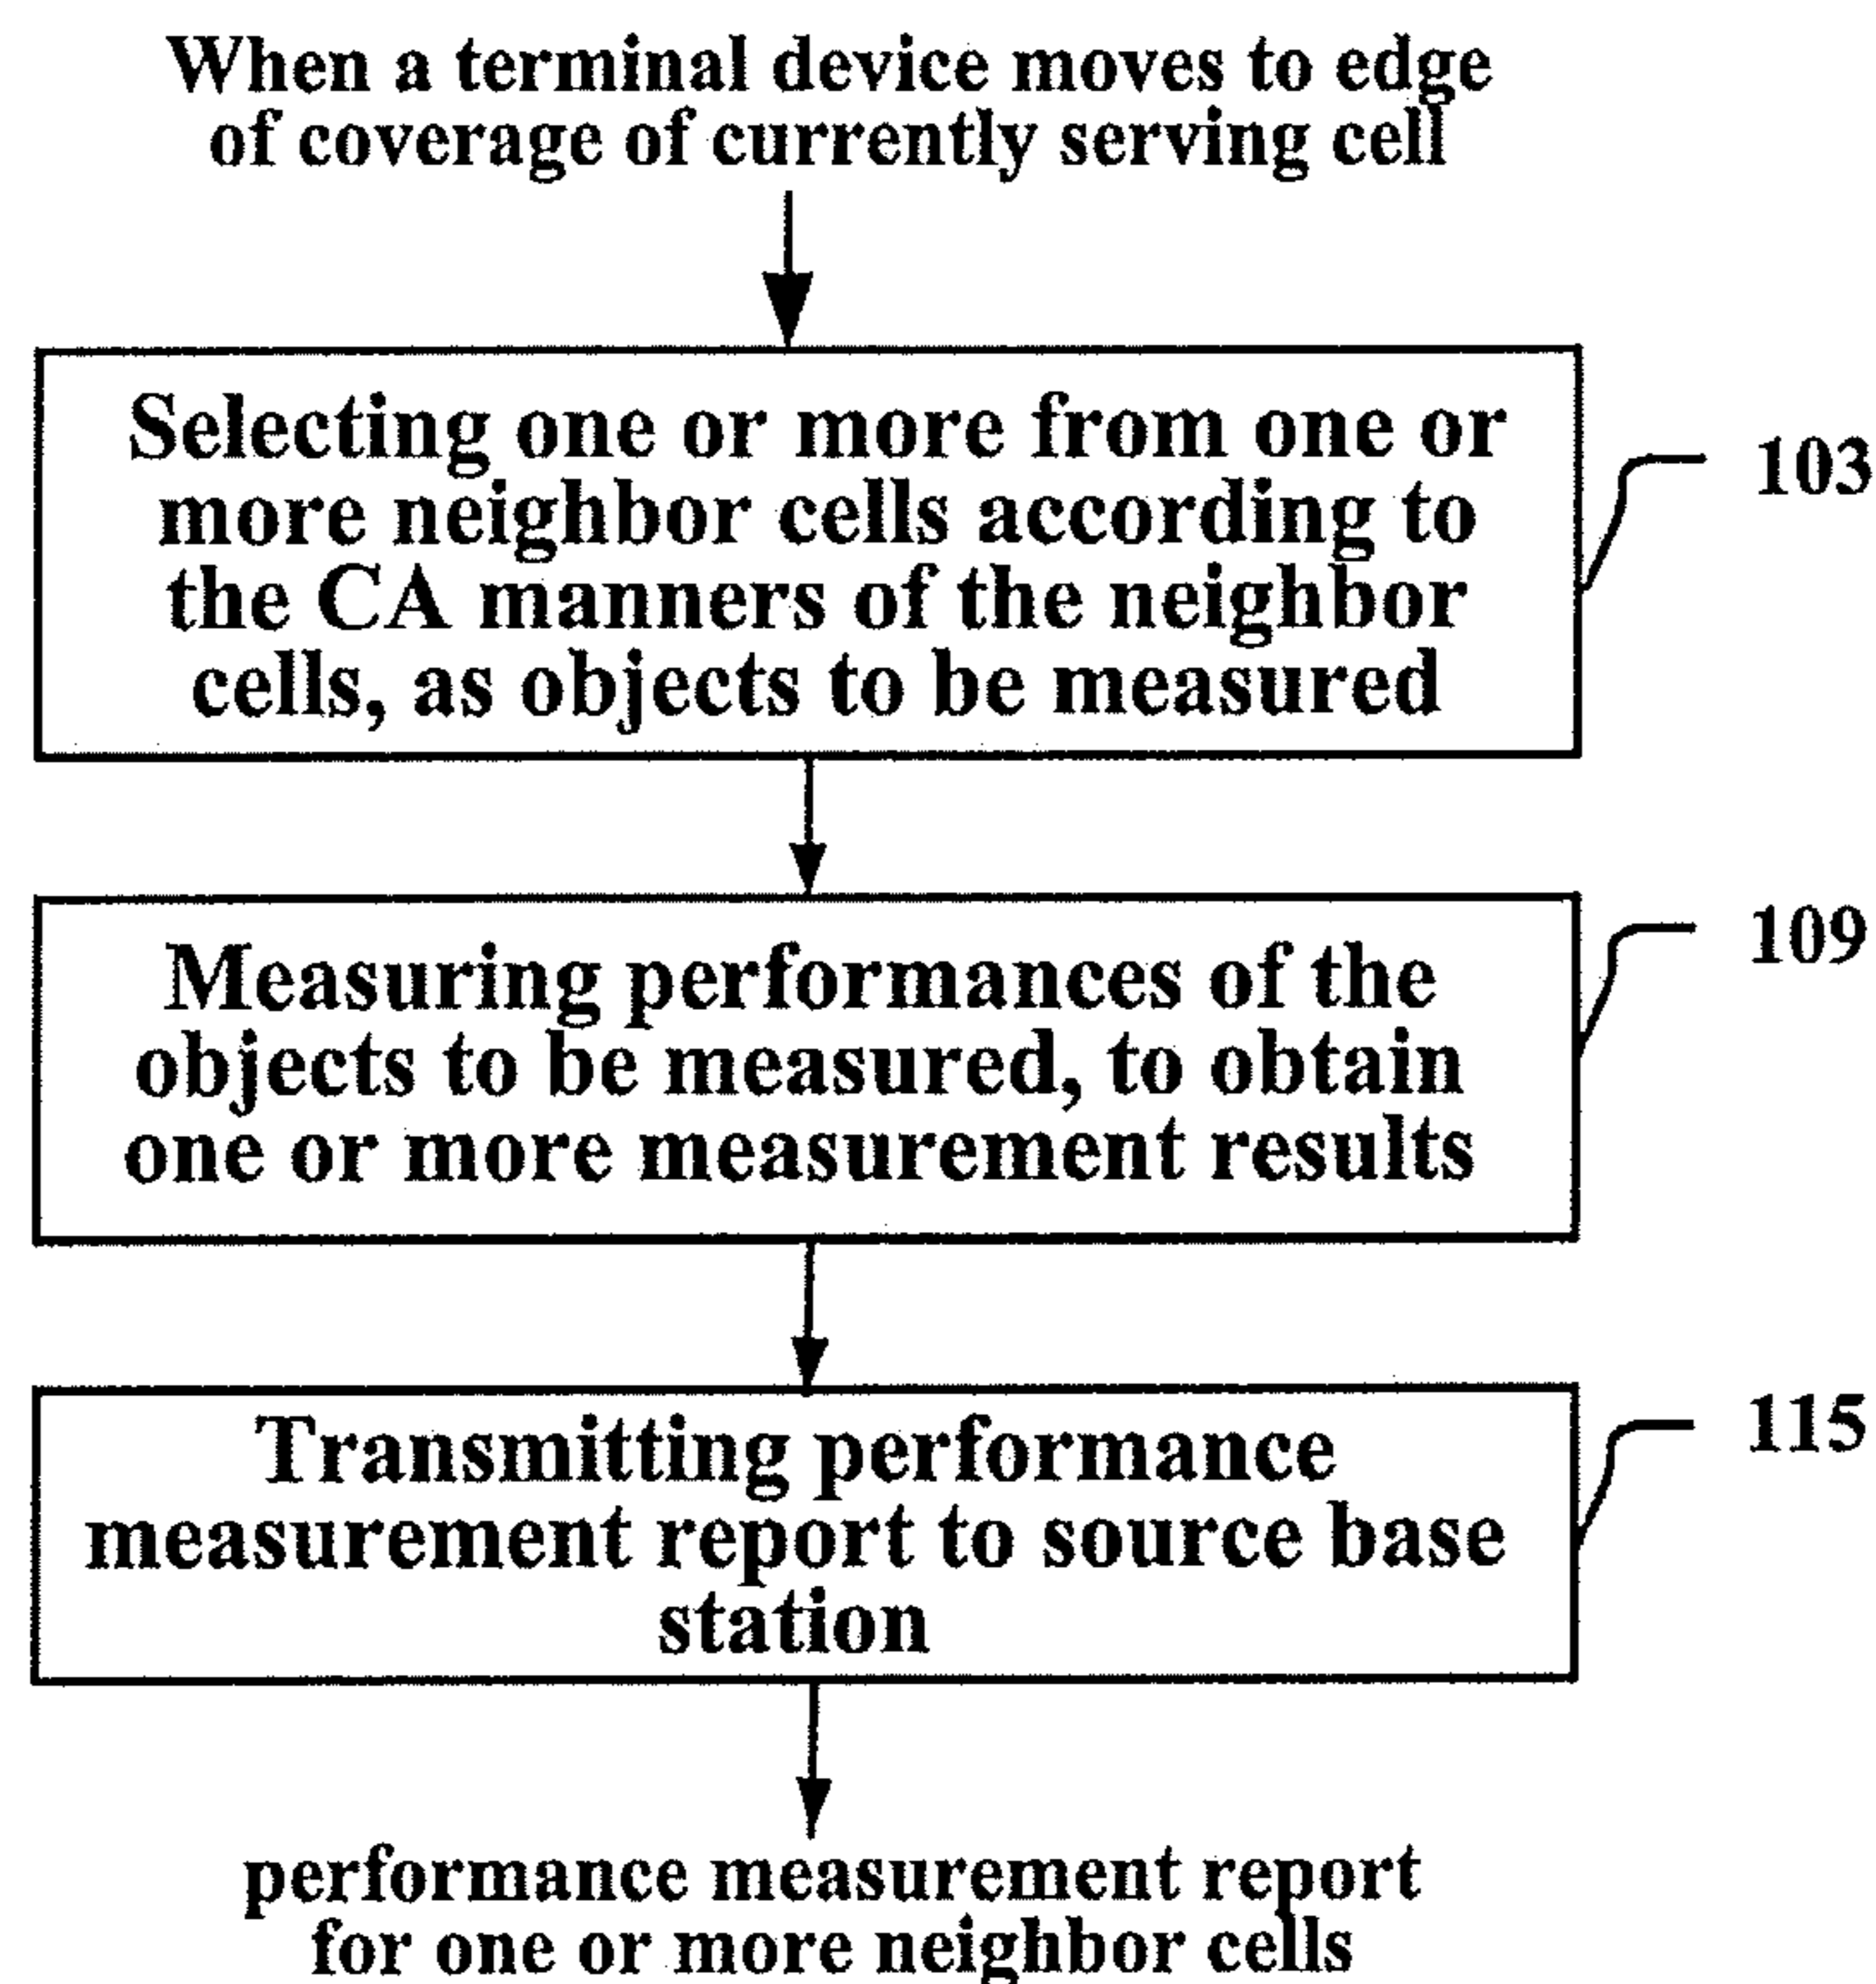 When a terminal device moves to edge
of coverage of currently serving cell
Selecting one or more from one or
more neighbor cells according to
the CA manners of the neighbor
cells, as objects to be measured
103
Measuring performances of the
objects to be measured, to obtain
one or more measurement results
109
Transmitting performance
measurement report to source base
station
115
performance measurement report
for one or more neighbor cells